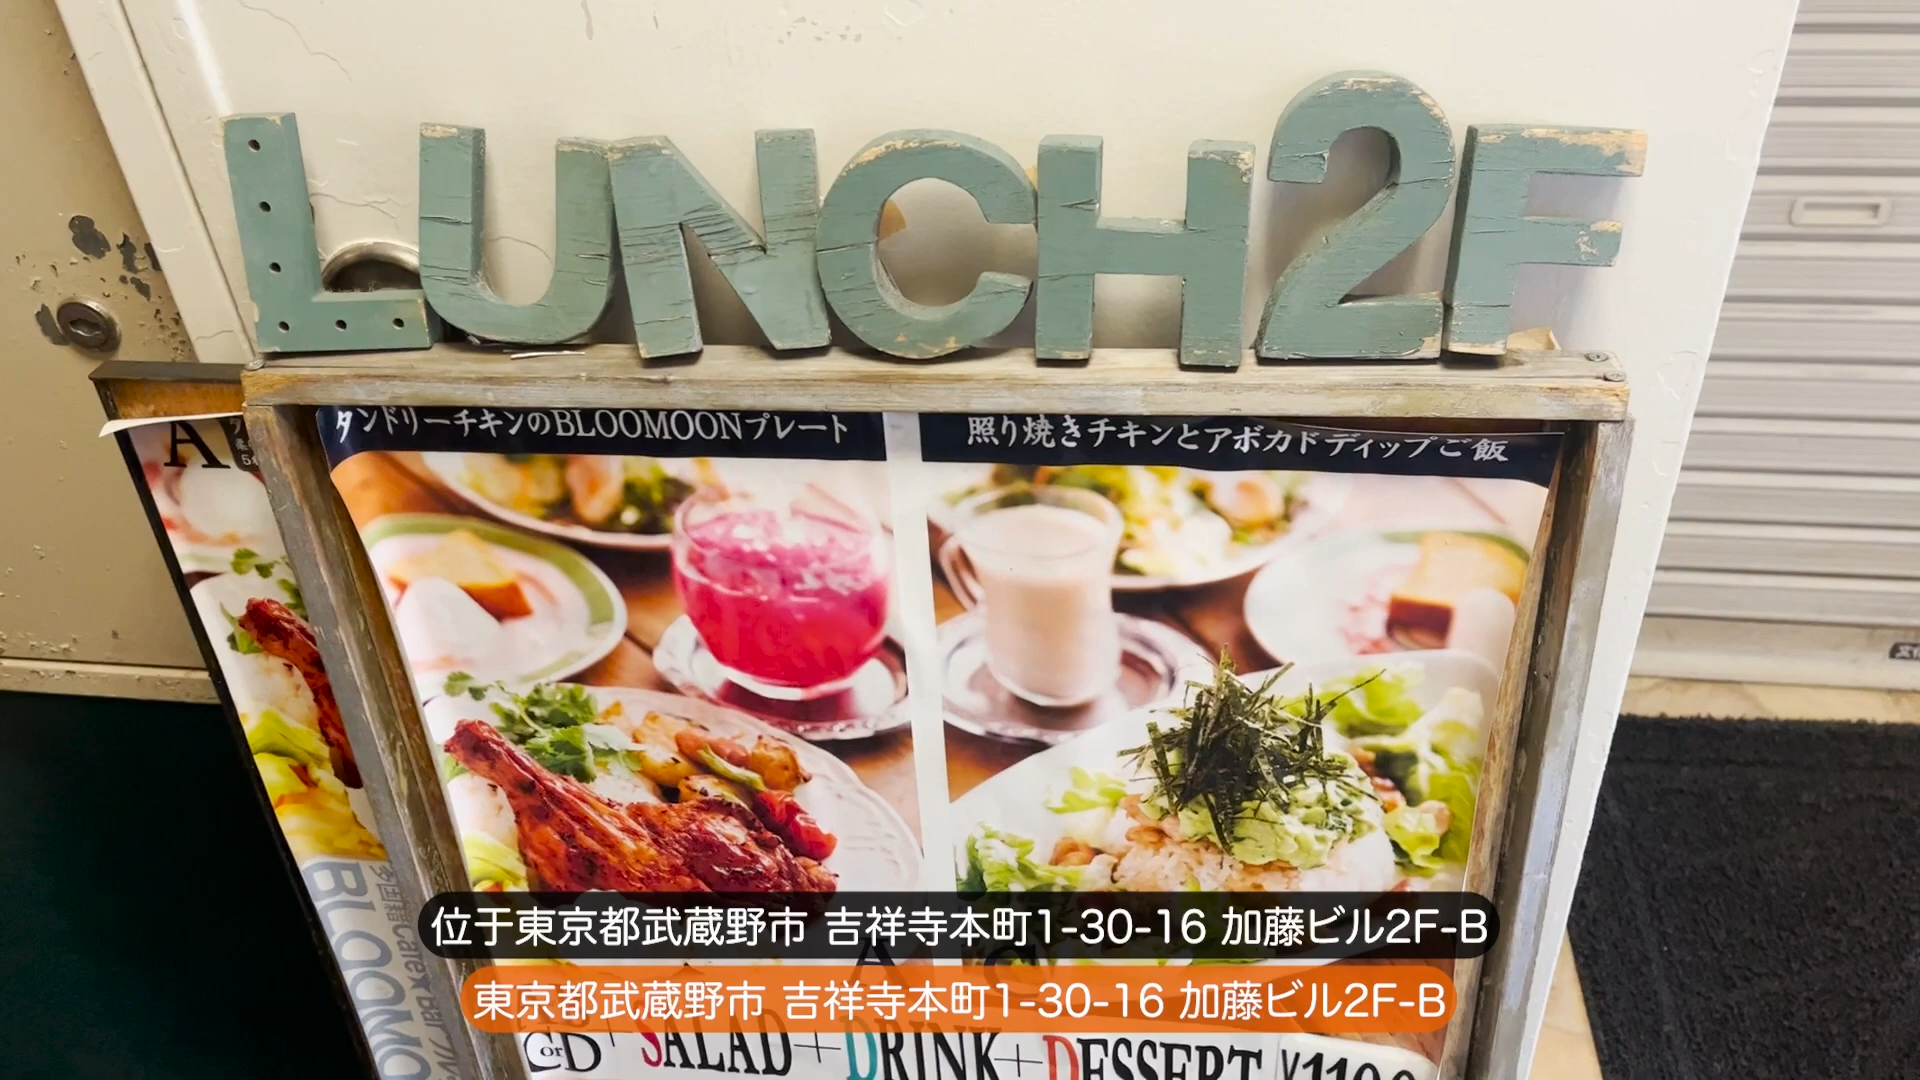 LUNCH2F
タンドリーチキンのBLOOMOONプレート
照り焼きチキンとアボカドディップご飯
A
位于東京都武蔵野市 吉祥寺本町1-30-16 加藤ビル2F-B
東京都武蔵野市 吉祥寺本町1-30-16 加藤ビル2F-B
or D + SALAD + DRINK + DESSERT